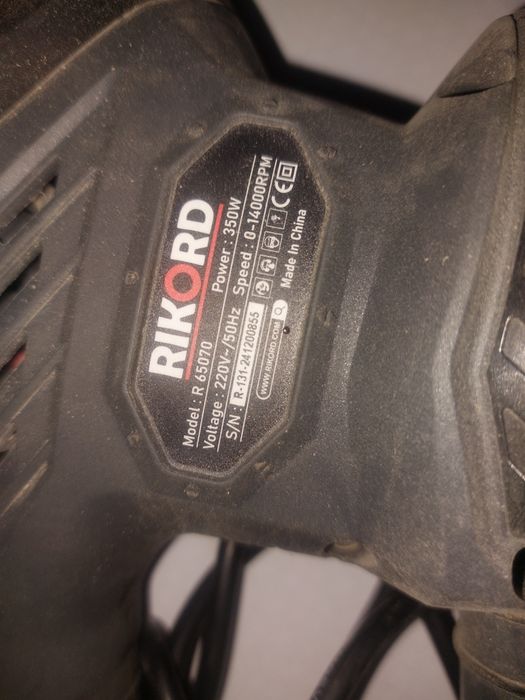 RIKORD
Model : R 65070 Power : 350W
Voltage : 220V~/50Hz Speed : 0-14000RPM
S/N : R-131-241200855
WWW.RIKORD.COM Made In China